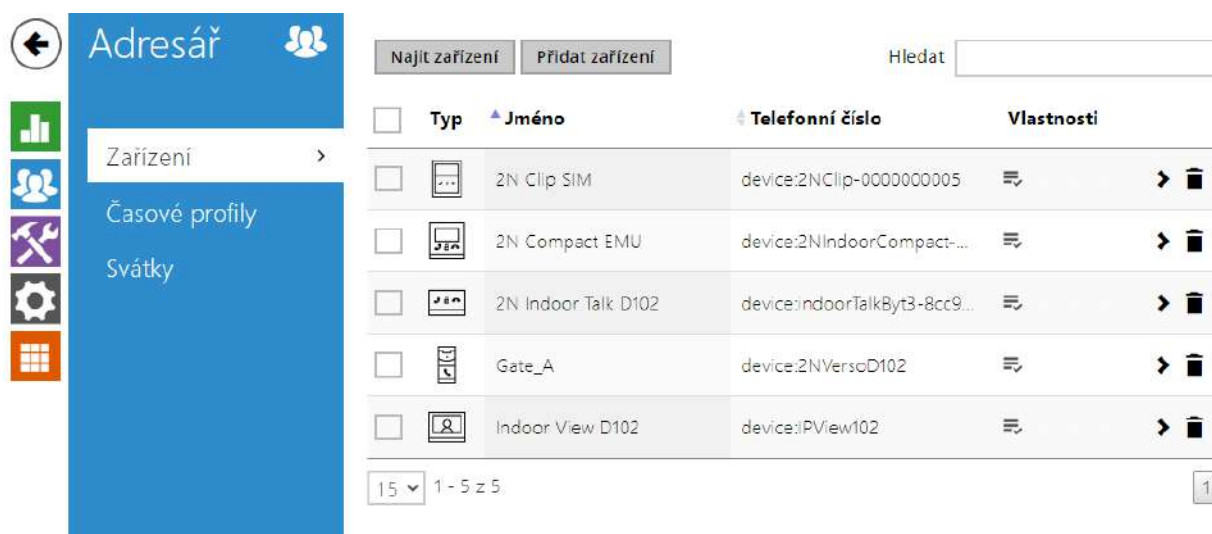 Adresář
Najít zařízení Přidat zařízení Hledat
Typ Jméno Telefonní číslo Vlastnosti
Zařízení
2N Clip SIM device:2NClip-0000000005
Časové profily
2N Compact EMU device:2NIndoorCompact-...
Svátky
2N Indoor Talk D102 device:indoorTalkByt3-8cc9...
Gate_A device:2NVersoD102
Indoor View D102 device:IPView102
15 1 - 5 z 5 1